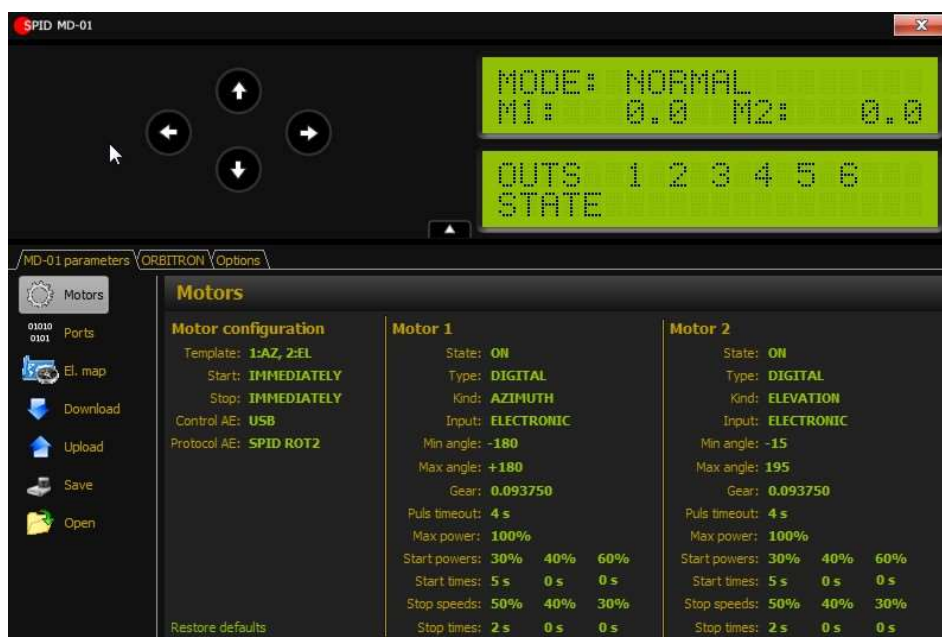 SPID MD-01
MODE: NORMAL
M1: 0.0 M2: 0.0
OUTS 1 2 3 4 5 6
STATE
MD-01 parameters ORBITRON Options
Motors
Ports
El. map
Download
Upload
Save
Open
01010
0101
Motors
Motor configuration
Template: 1:AZ, 2:EL
Start: IMMEDIATELY
Stop: IMMEDIATELY
Control AE: USB
Protocol AE: SPID ROT2
Restore defaults
Motor 1
State: ON
Type: DIGITAL
Kind: AZIMUTH
Input: ELECTRONIC
Min angle: -180
Max angle: +180
Gear: 0.093750
Puls timeout: 4 s
Max power: 100%
Start powers: 30% 40% 60%
Start times: 5 s 0 s 0 s
Stop speeds: 50% 40% 30%
Stop times: 2 s 0 s 0 s
Motor 2
State: ON
Type: DIGITAL
Kind: ELEVATION
Input: ELECTRONIC
Min angle: -15
Max angle: 195
Gear: 0.093750
Puls timeout: 4 s
Max power: 100%
Start powers: 30% 40% 60%
Start times: 5 s 0 s 0 s
Stop speeds: 50% 40% 30%
Stop times: 2 s 0 s 0 s